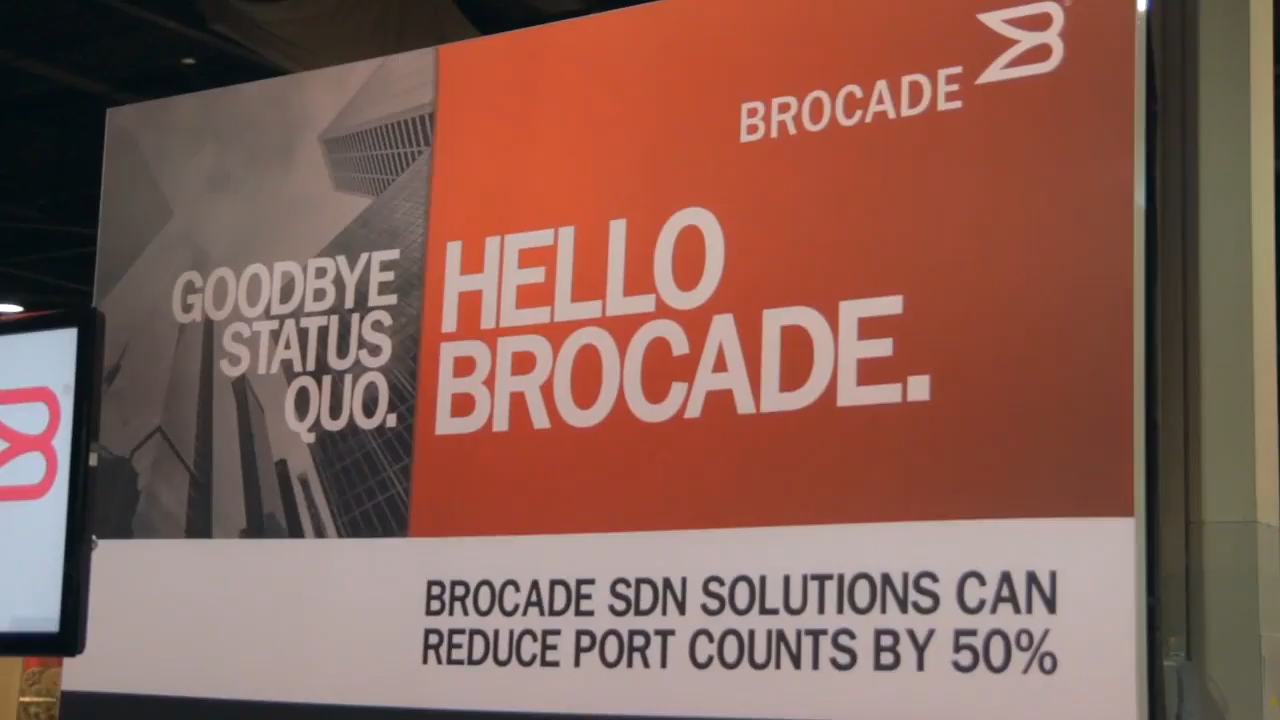 BROCADE
GOODBYE
STATUS
QUO.
HELLO
BROCADE.
BROCADE SDN SOLUTIONS CAN
REDUCE PORT COUNTS BY 50%